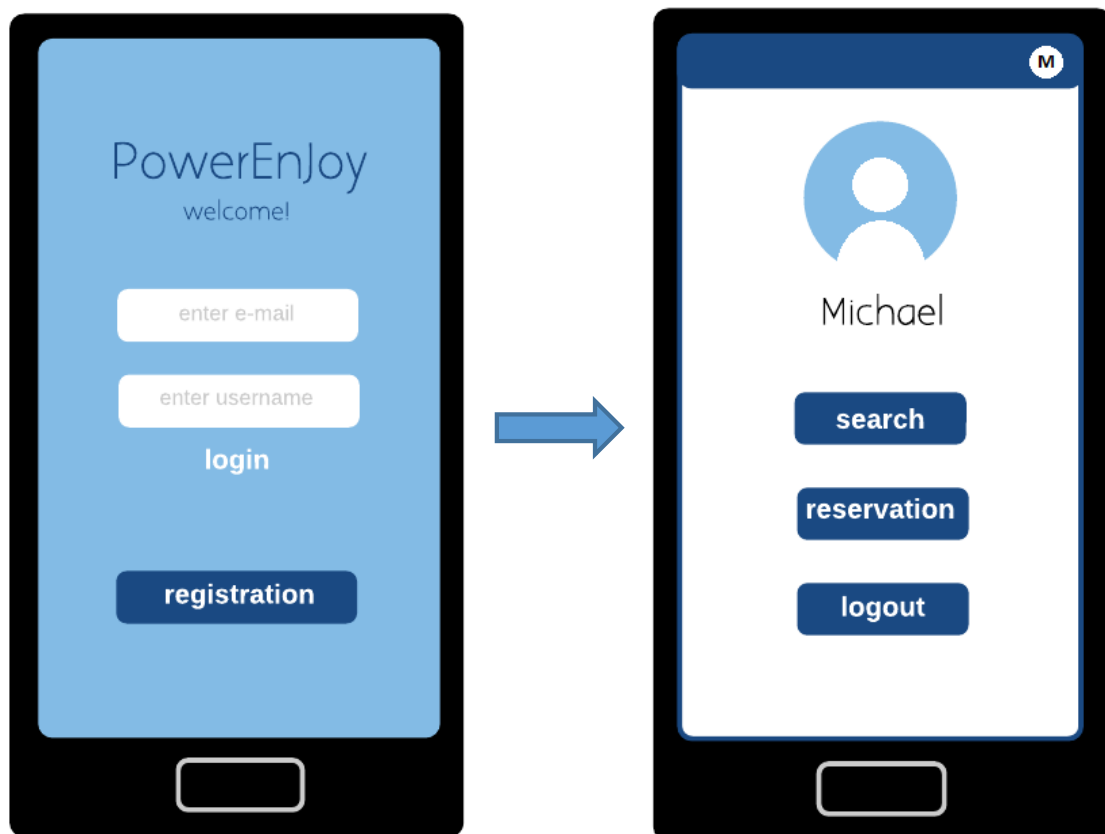 PowerEnJoy
welcome!
enter e-mail
enter username
login
registration
M
Michael
search
reservation
logout